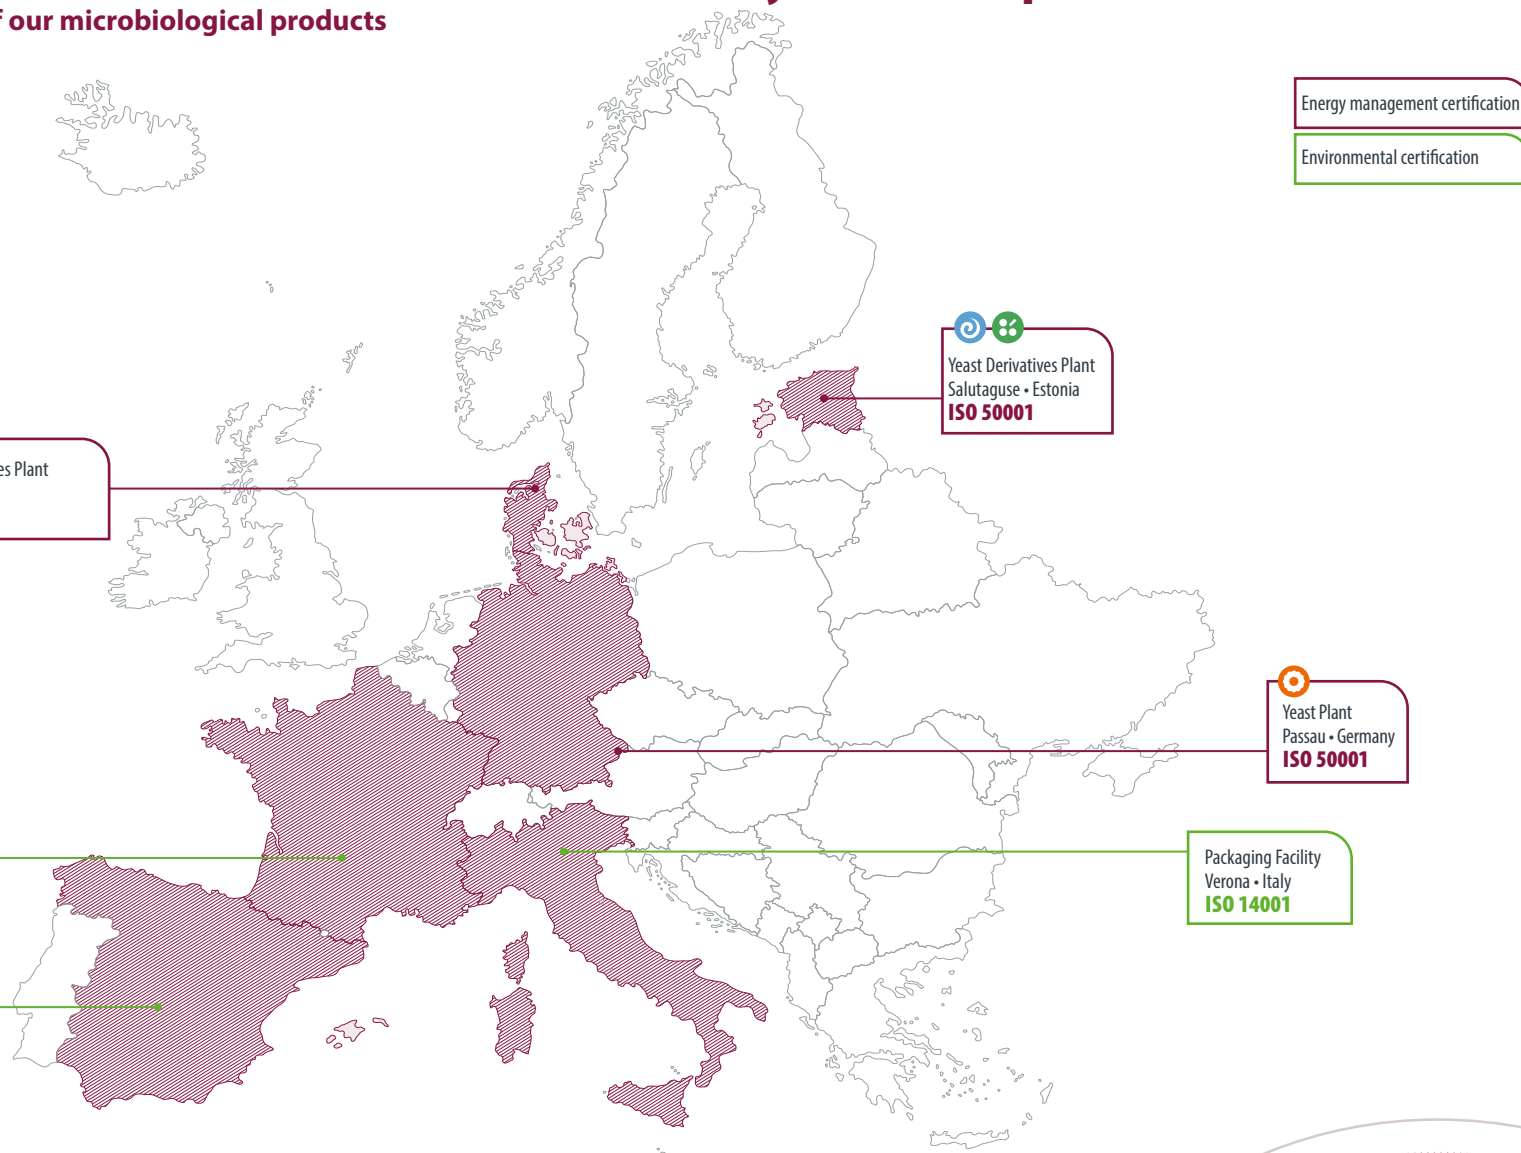 of our microbiological products
Energy management certification
Environmental certification
Yeast Derivatives Plant
Salutaguse • Estonia
ISO 50001
es Plant
Yeast Plant
Passau • Germany
ISO 50001
Packaging Facility
Verona • Italy
ISO 14001